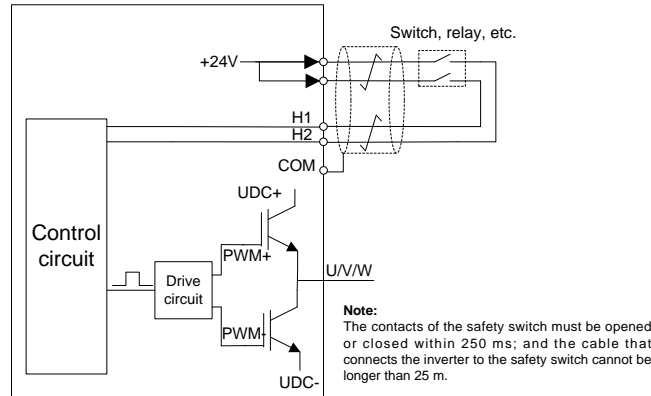 Switch, relay, etc.
+24V
H1
H2
COM
UDC+
Control
circuit
PWM+
U/V/W
Drive
circuit
PWM-
UDC-
Note:
The contacts of the safety switch must be opened
or closed within 250 ms; and the cable that
connects the inverter to the safety switch cannot be
longer than 25 m.